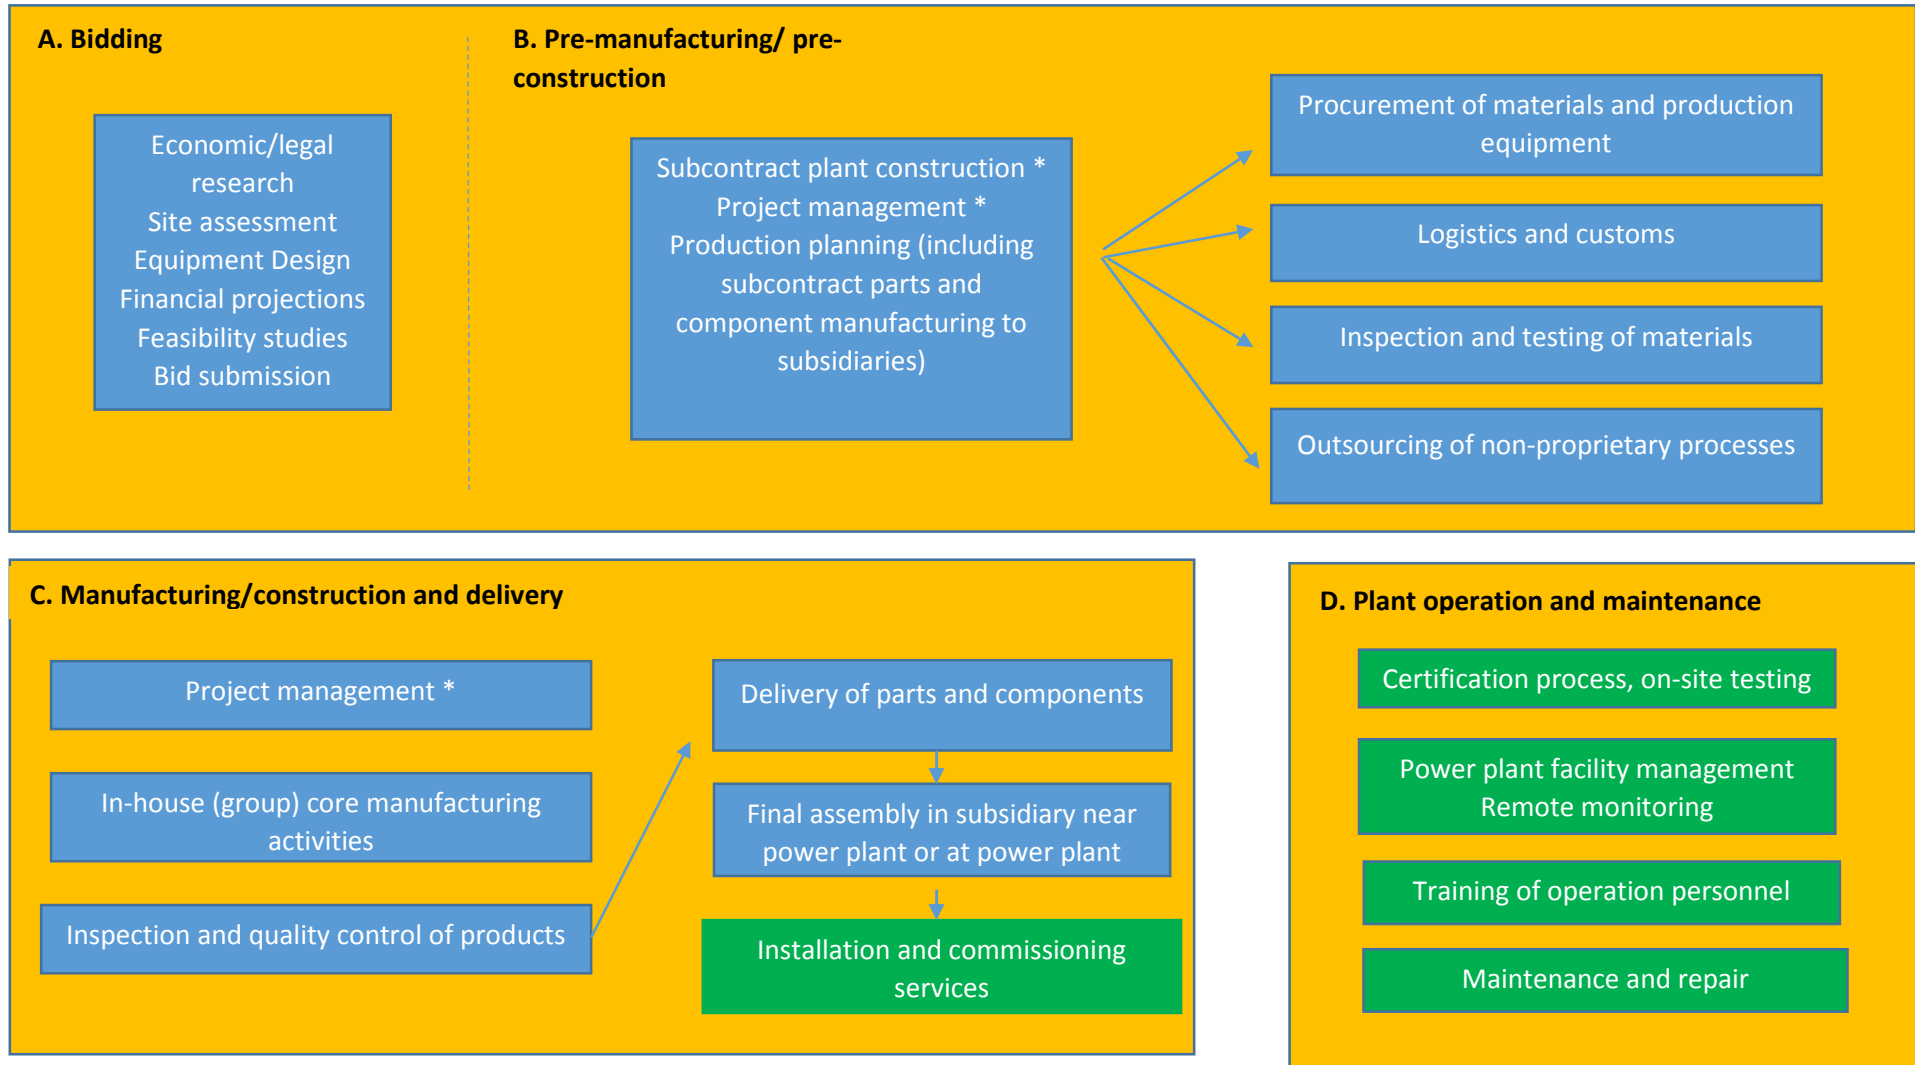 A. Bidding
Economic/legal
research
Site assessment
Equipment Design
Financial projections
Feasibility studies
Bid submission
B. Pre-manufacturing/ pre-
construction
Subcontract plant construction *
Project management *
Production planning (including
subcontract parts and
component manufacturing to
subsidiaries)
Procurement of materials and production
equipment
Logistics and customs
Inspection and testing of materials
Outsourcing of non-proprietary processes
C. Manufacturing/construction and delivery
Project management *
In-house (group) core manufacturing
activities
Inspection and quality control of products
Delivery of parts and components
Final assembly in subsidiary near
power plant or at power plant
Installation and commissioning
services
D. Plant operation and maintenance
Certification process, on-site testing
Power plant facility management
Remote monitoring
Training of operation personnel
Maintenance and repair